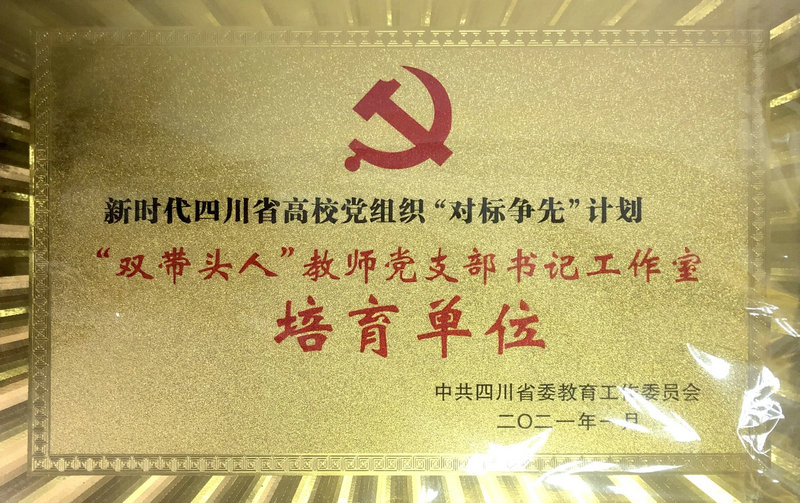 新时代四川省高校党组织“对标争先”计划
“双带头人”教师党支部书记工作室
培育单位
中共四川省委教育工作委员会
二〇二一年一月